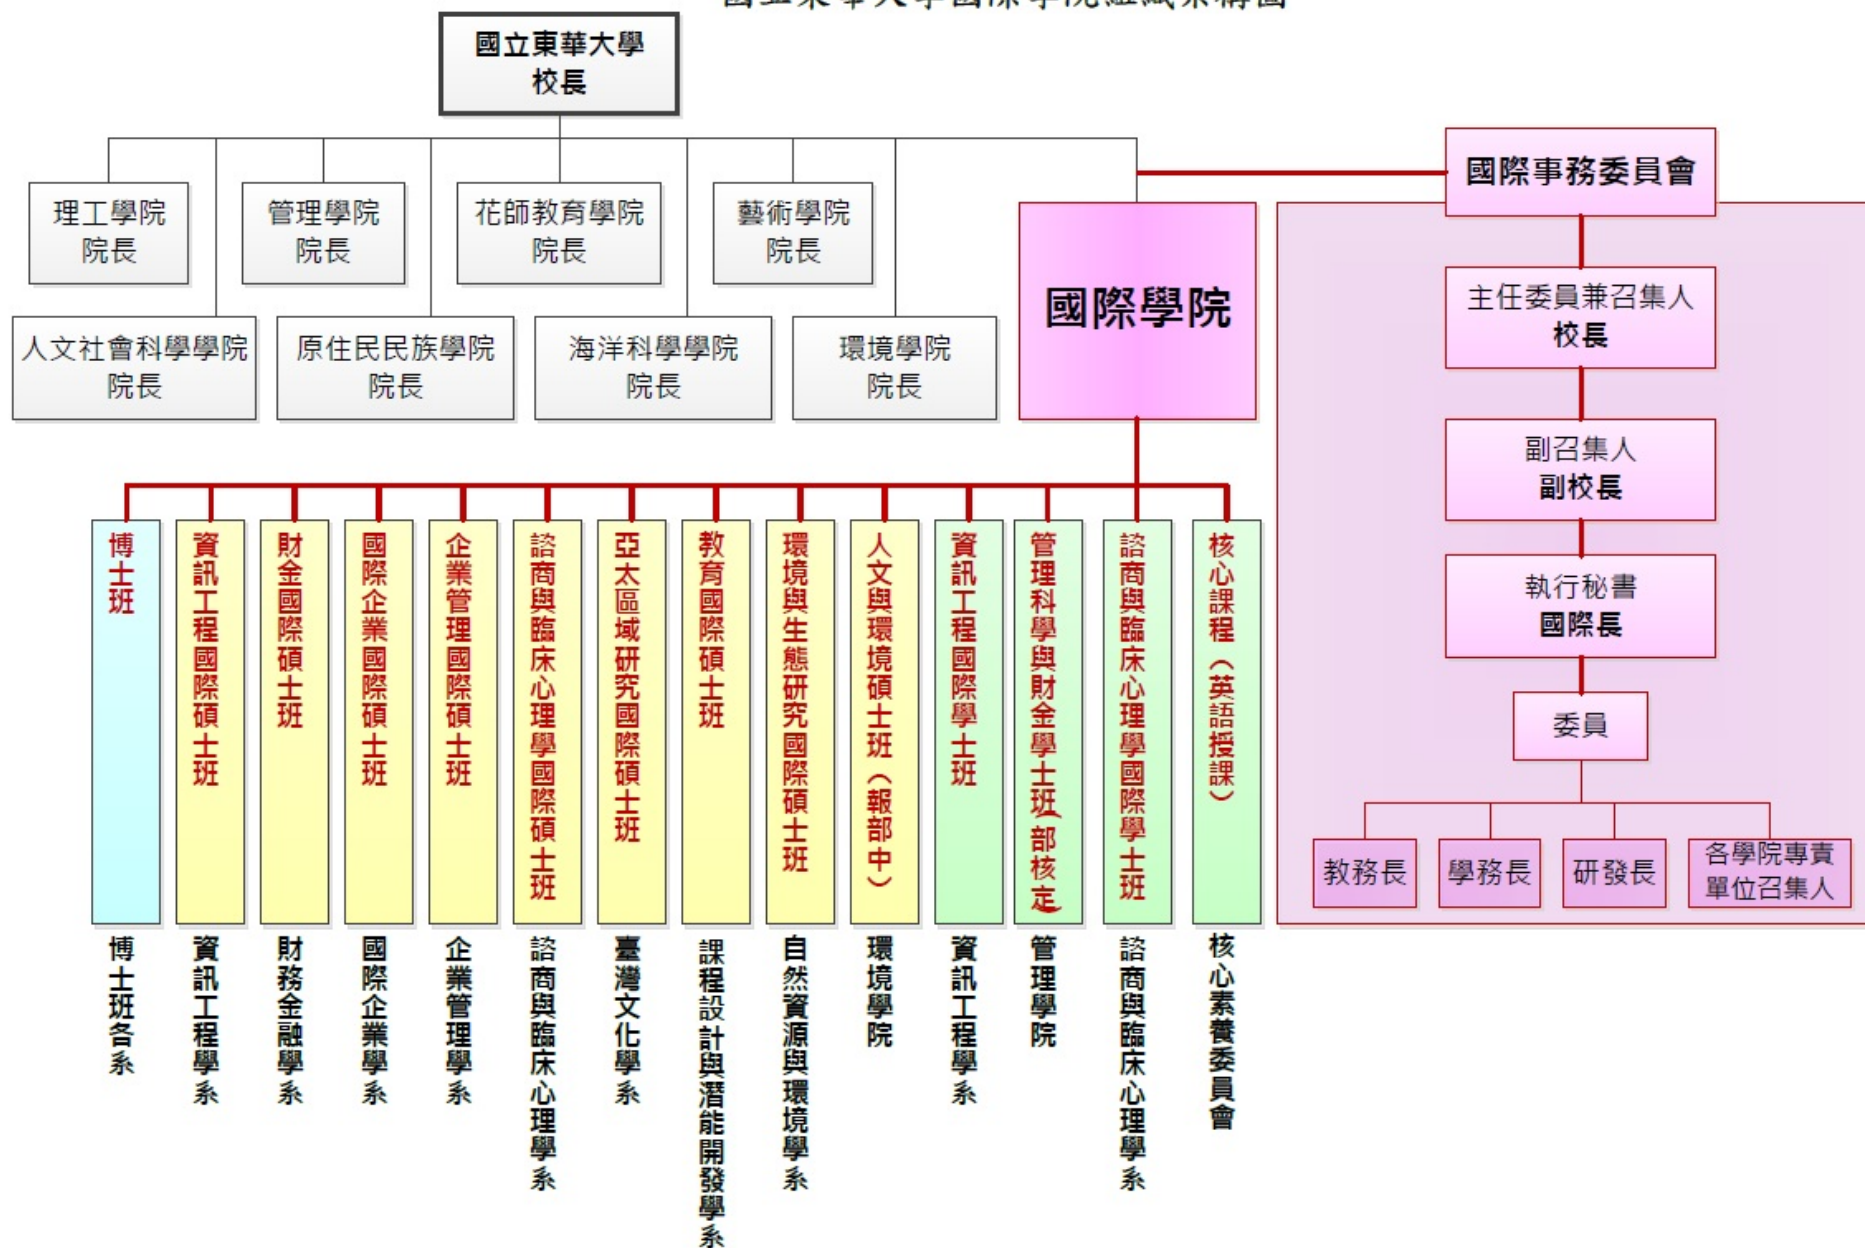 國立東華大學國際學院組織架構圖
國立東華大學
校長
國際事務委員會
理工學院
院長
管理學院
院長
花師教育學院
院長
藝術學院
院長
人文社會科學學院
院長
原住民民族學院
院長
海洋科學學院
院長
環境學院
院長
國際學院
主任委員兼召集人
校長
副召集人
副校長
執行秘書
國際長
委員
教務長
學務長
研發長
各學院專責
單位召集人
博士班
資訊工程國際碩士班
財金國際碩士班
國際企業國際碩士班
企業管理國際碩士班
諮商與臨床心理學國際碩士班
亞太區域研究國際碩士班
教育國際碩士班
環境與生態研究國際碩士班
人文與環境碩士班（報部中）
資訊工程國際學士班
管理科學與財金學士班(部核定)
諮商與臨床心理學國際學士班
核心課程（英語授課）
博士班各系
資訊工程學系
財務金融學系
國際企業學系
企業管理學系
諮商與臨床心理學系
臺灣文化學系
課程設計與潛能開發學系
自然資源與環境學系
環境學院
資訊工程學系
管理學院
諮商與臨床心理學系
核心素養委員會